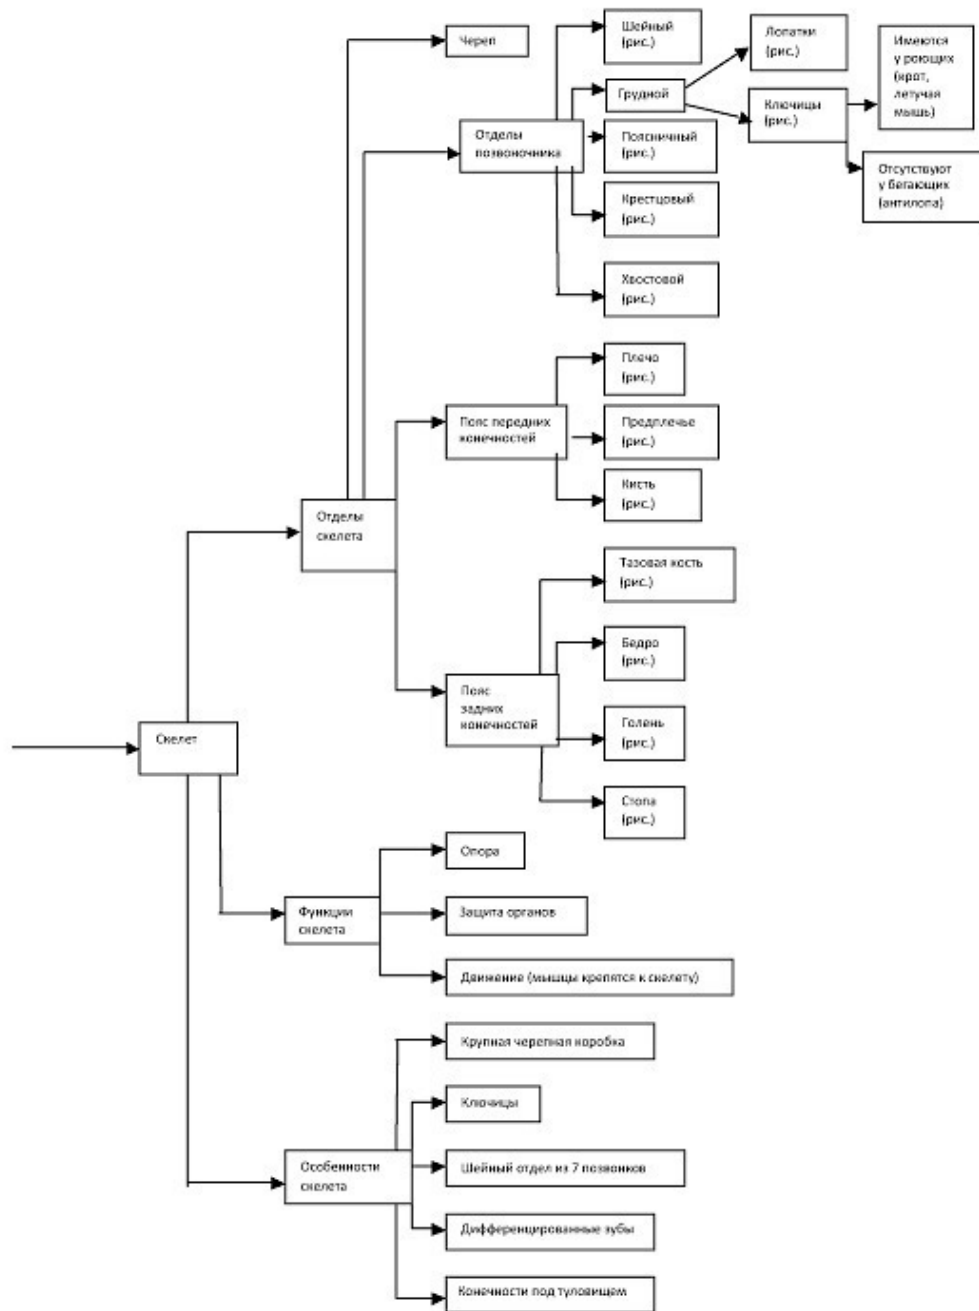 Череп
Шейный
(рис.)
Грудной
Лопатки
(рис.)
Ключицы
(рис.)
Имеются
у роющих
(крот,
летучая
мышь)
Отсутствуют
у бегающих
(антилопа)
Отделы
позвоночника
Поясничный
(рис.)
Крестцовый
(рис.)
Хвостовой
(рис.)
Плечо
(рис.)
Пояс передних
конечностей
Предплечье
(рис.)
Кисть
(рис.)
Отделы
скелета
Тазовая кость
(рис.)
Бедро
(рис.)
Пояс
задних
конечностей
Голень
(рис.)
Стопа
(рис.)
Скелет
Опора
Функции
скелета
Защита органов
Движение (мышцы крепятся к скелету)
Крупная черепная коробка
Ключицы
Особенности
скелета
Шейный отдел из 7 позвонков
Дифференцированные зубы
Конечности под туловищем